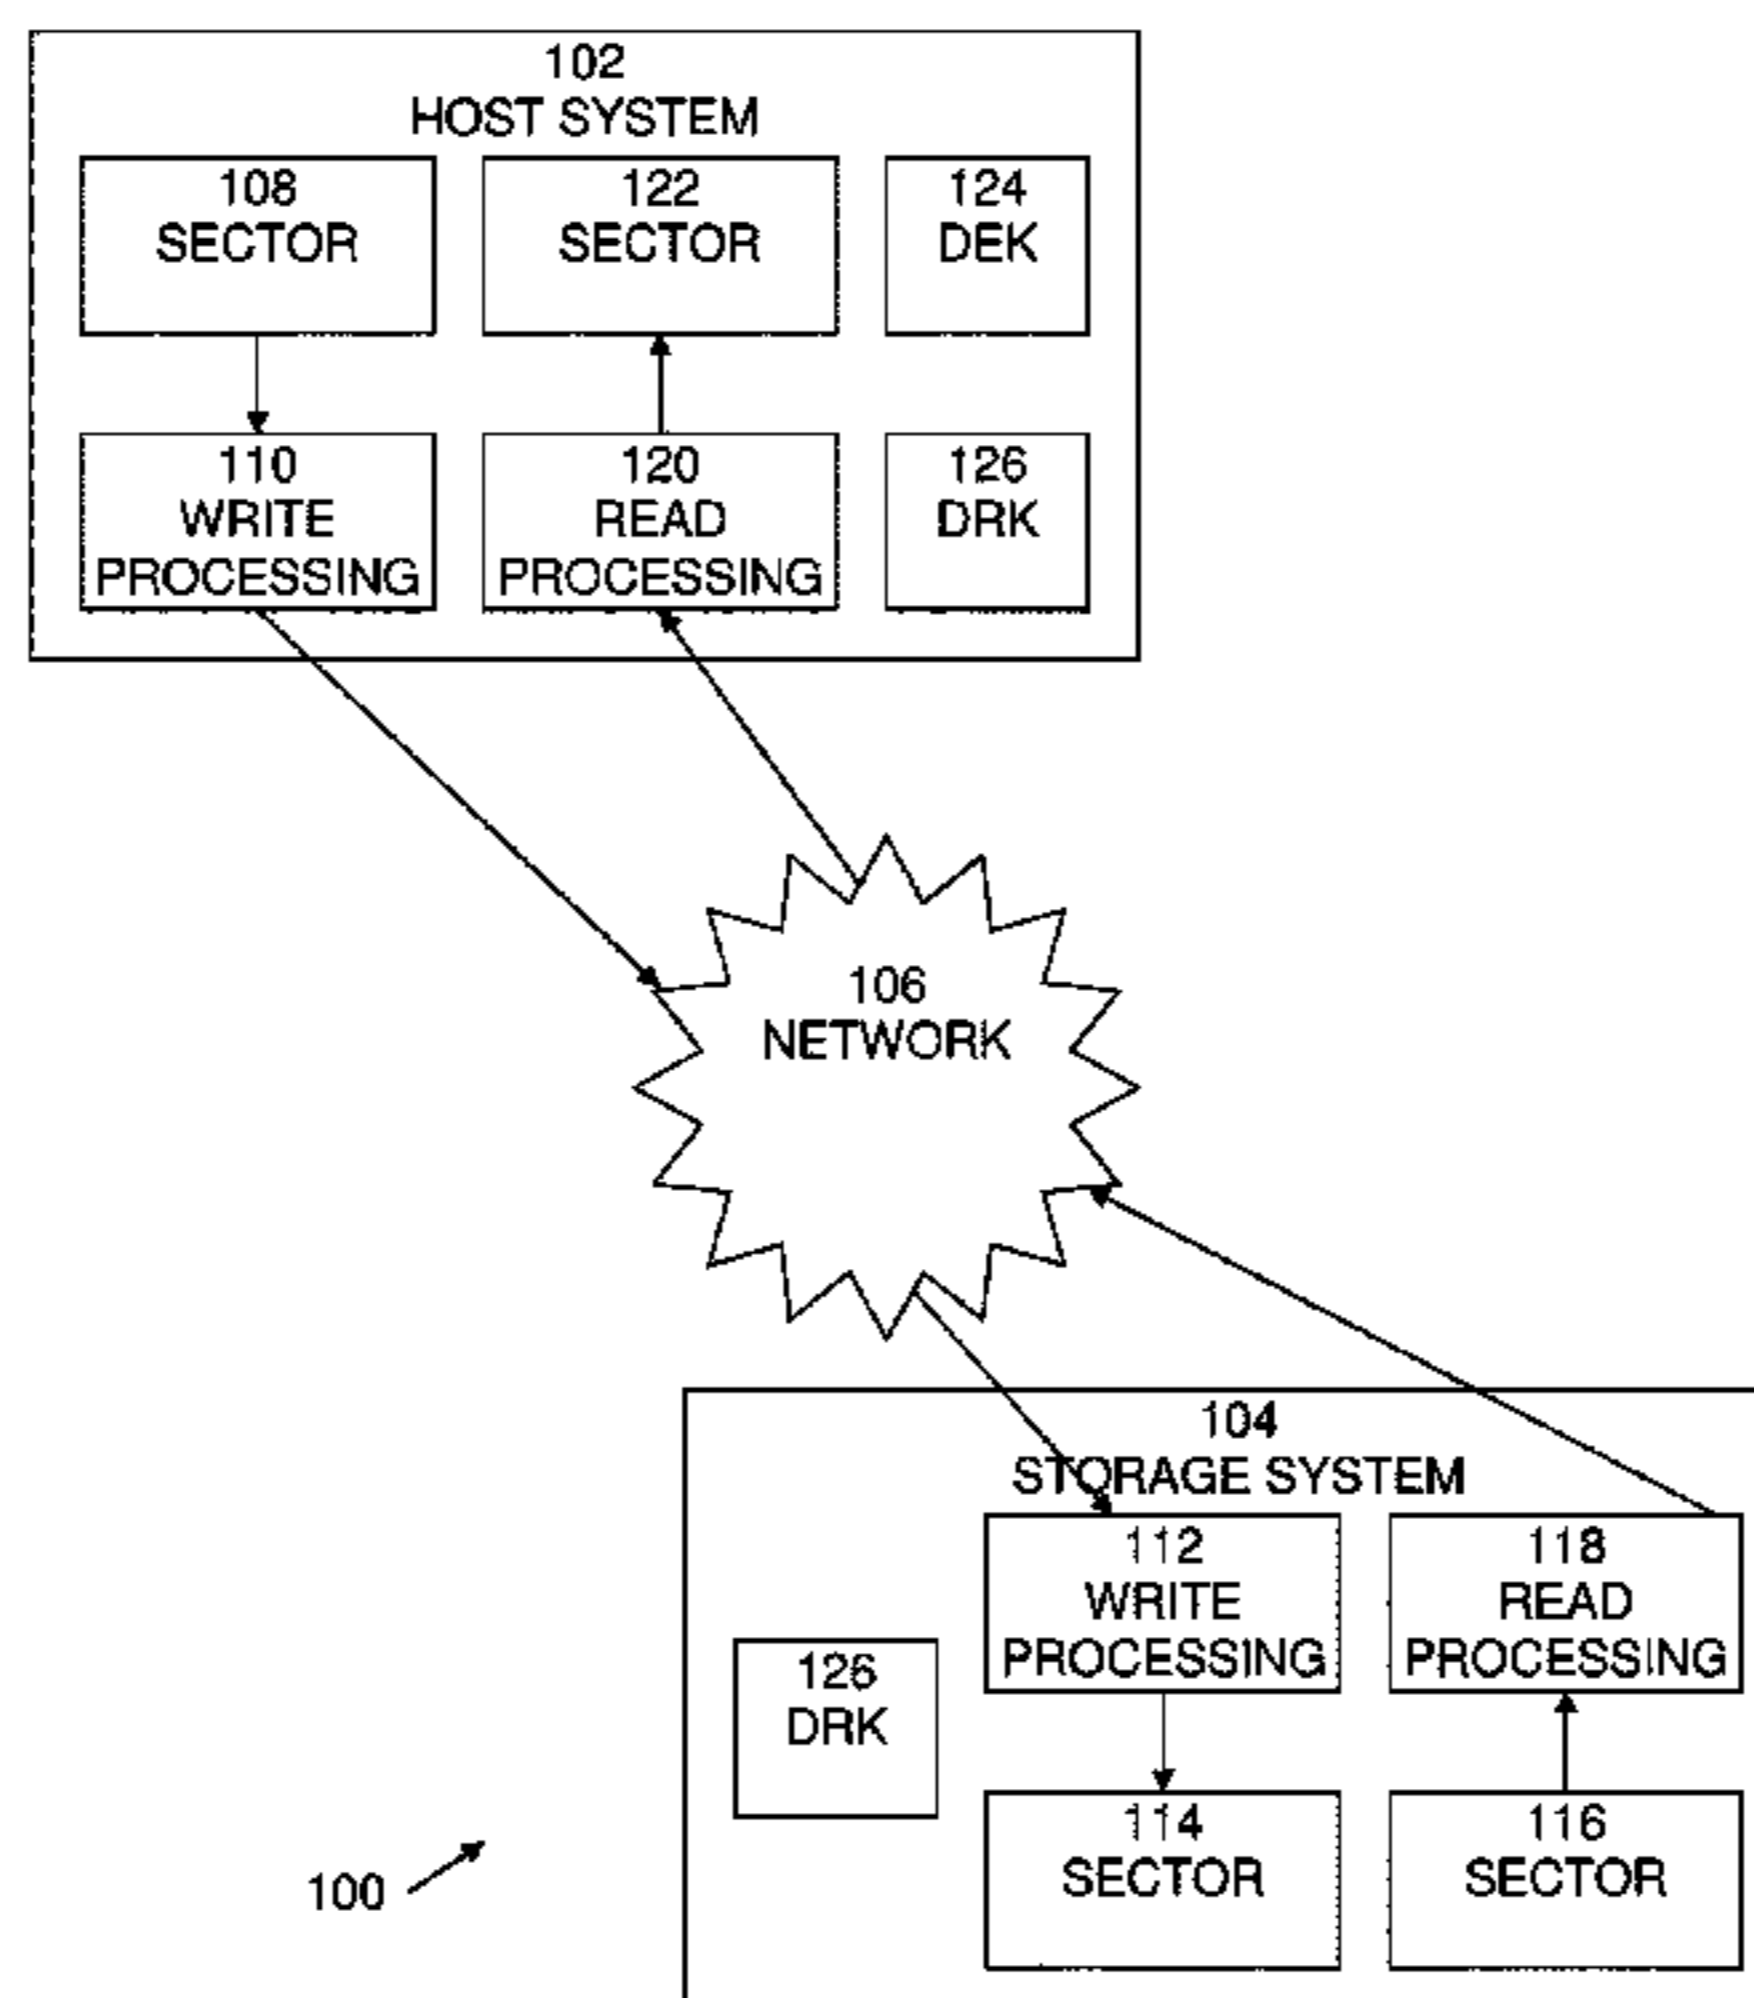 102
HOST SYSTEM
108
SECTOR
122
SECTOR
124
DEK
110
WRITE
PROCESSING
120
READ
PROCESSING
126
DRK
106
NETWORK
104
STORAGE SYSTEM
112
WRITE
PROCESSING
118
READ
PROCESSING
126
DRK
114
SECTOR
116
SECTOR
100